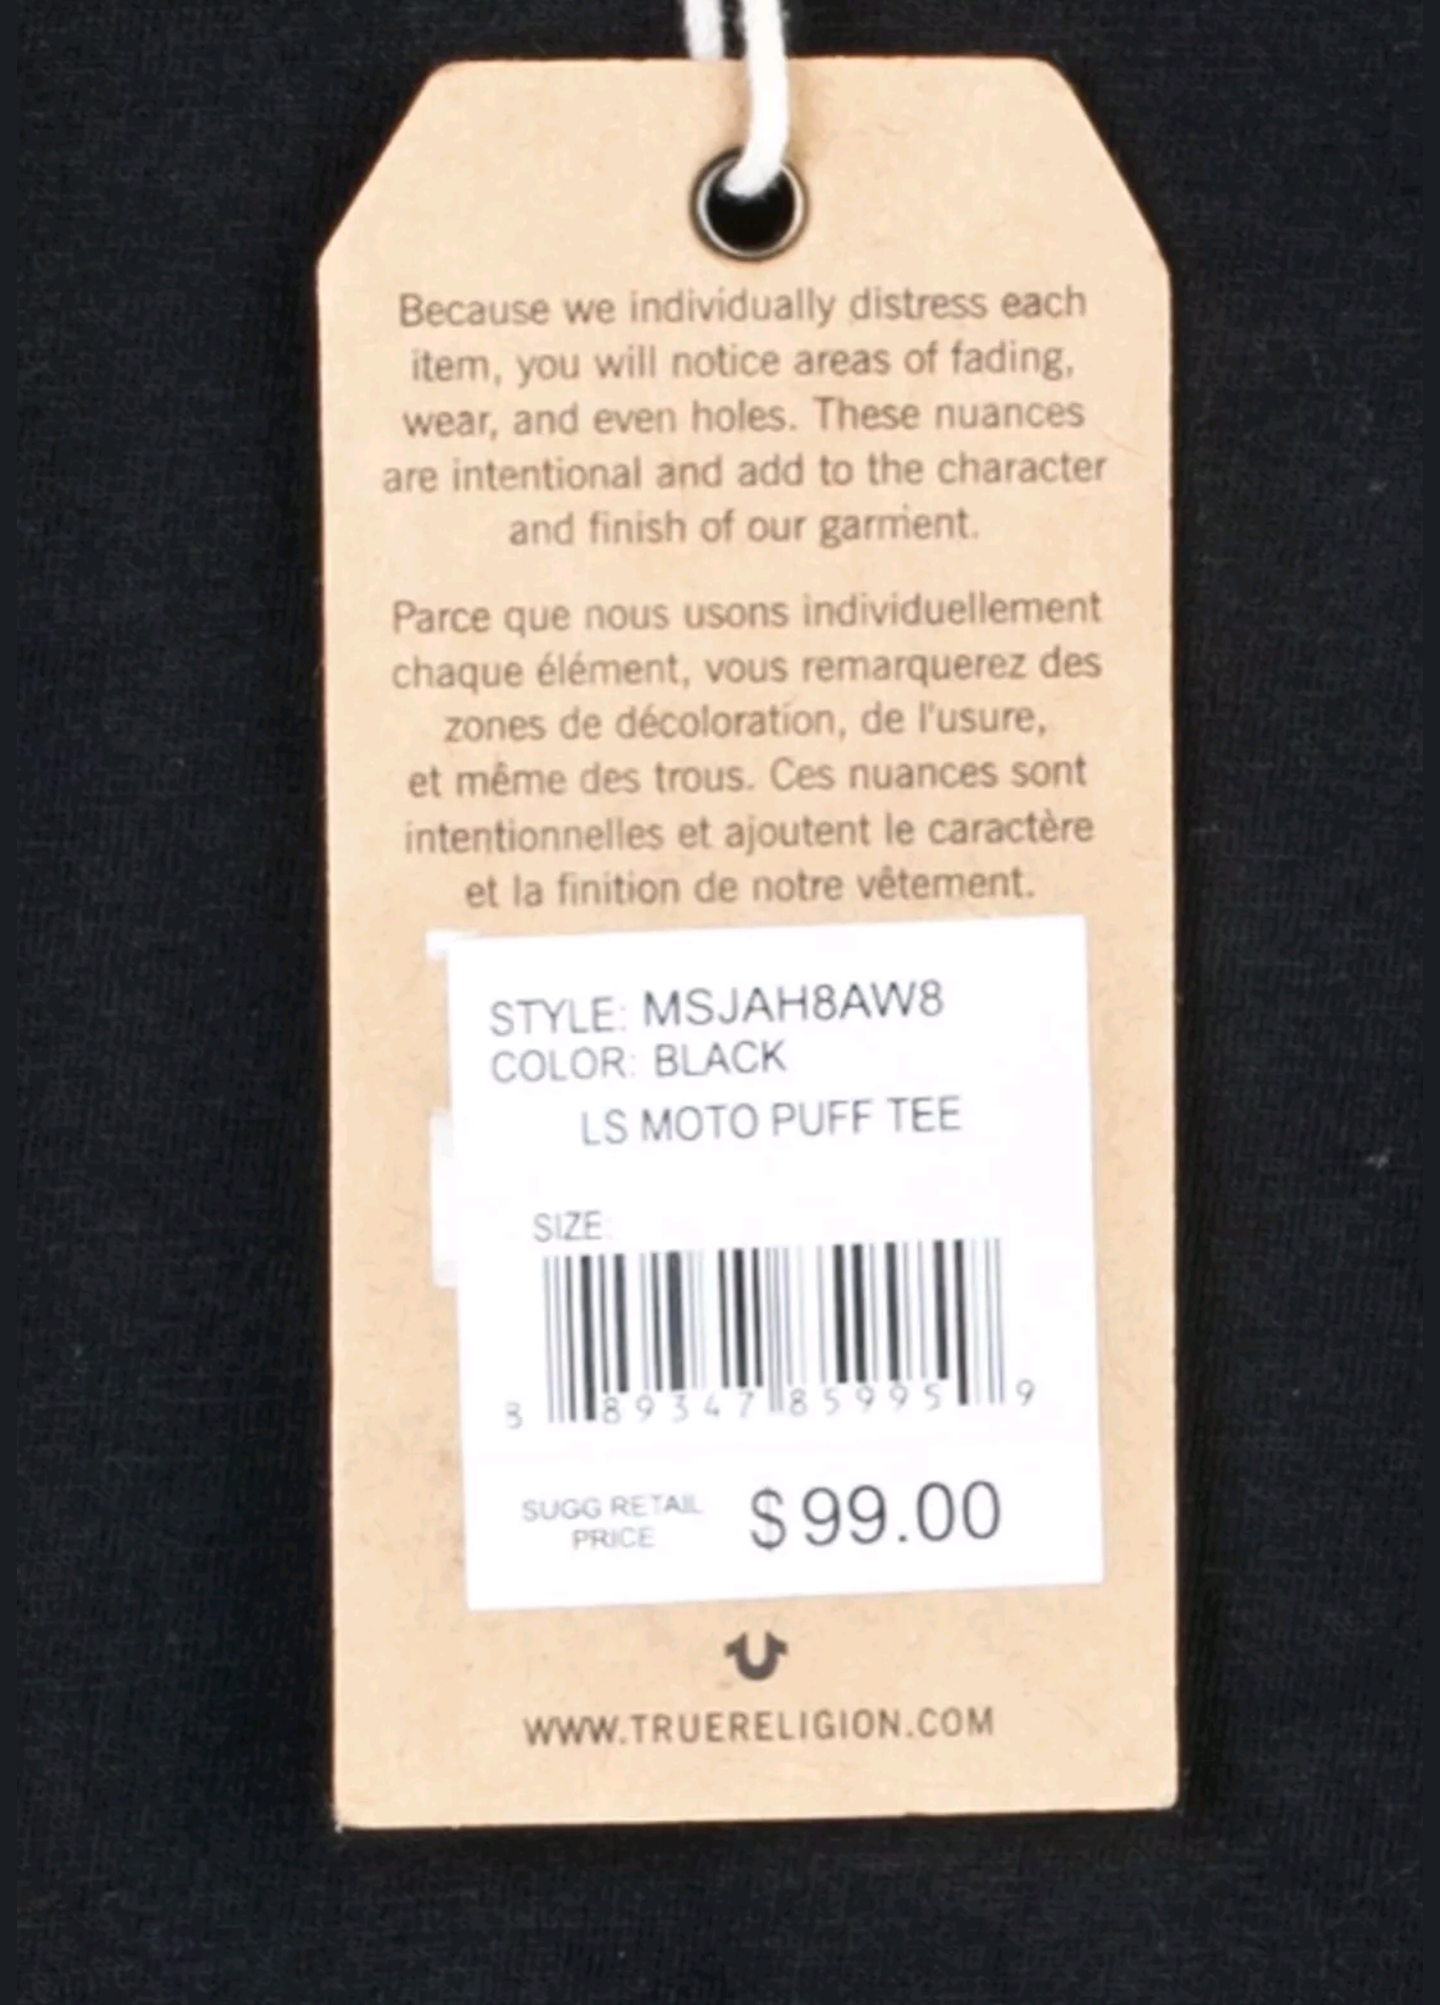 Because we individually distress each
item, you will notice areas of fading,
wear, and even holes. These nuances
are intentional and add to the character
and finish of our garment.
Parce que nous usons individuellement
chaque élément, vous remarquerez des
zones de décoloration, de l'usure,
et même des trous. Ces nuances sont
intentionnelles et ajoutent le caractère
et la finition de notre vêtement.
STYLE: MSJAH8AW8
COLOR: BLACK
LS MOTO PUFF TEE
SIZE:
8 89347 85995 9
SUGG RETAIL
PRICE
$99.00
WWW.TRUERELIGION.COM